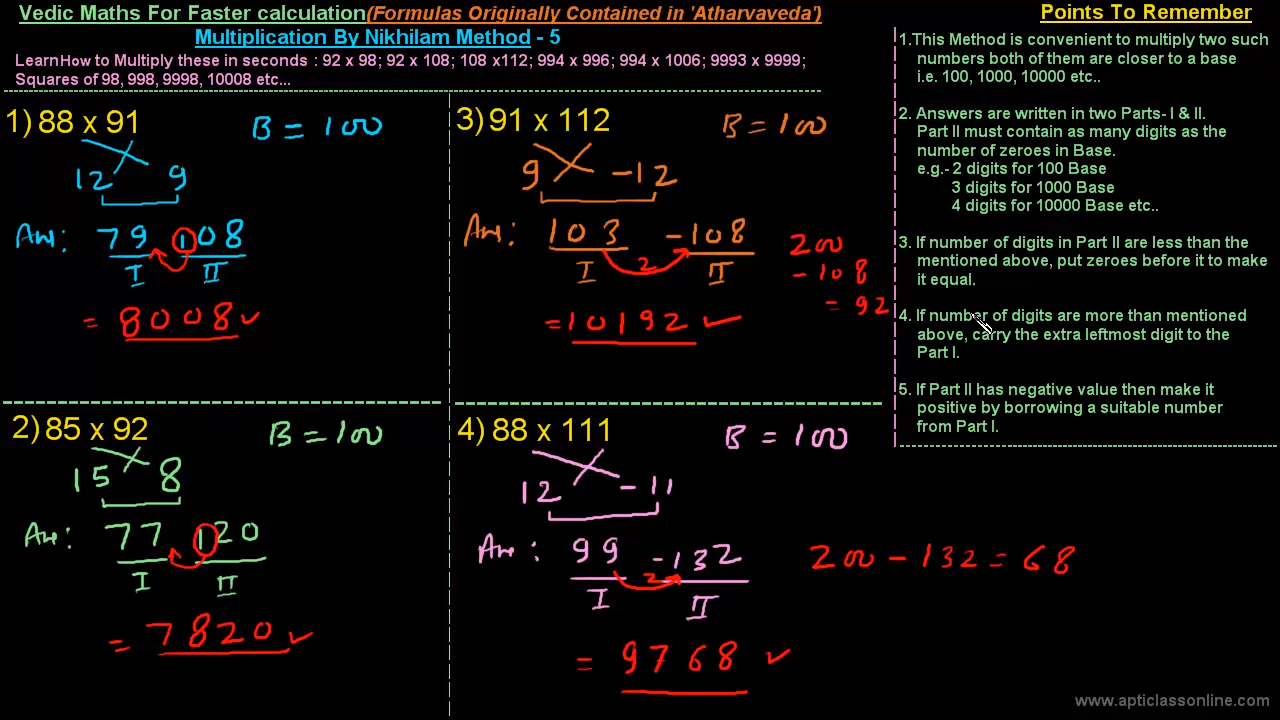 Vedic Maths For Faster calculation(Formulas Originally Contained in 'Atharvaveda')
Multiplication By Nikhilam Method - 5
Learn How to Multiply these in seconds : 92 x 98; 92 x 108; 108 x112; 994 x 996; 994 x 1006; 9993 x 9999;
Squares of 98, 998, 9998, 10008 etc...
1) 88 x 91 B = 100
12 9
Ans: 79 108
I II
= 8008 ✓
2) 85 x 92 B = 100
15 8
Ans: 77 120
I II
= 7820 ✓
3) 91 x 112 B = 100
9 -12
Ans: 103 -108
2
I II
200
- 108
= 92
= 10192 ✓
4) 88 x 111 B = 100
12 -11
Ans: 99 -132 200 - 132 = 68
2
I II
= 9768 ✓
Points To Remember
1.This Method is convenient to multiply two such
numbers both of them are closer to a base
i.e. 100, 1000, 10000 etc..
2. Answers are written in two Parts- I & II.
Part II must contain as many digits as the
number of zeroes in Base.
e.g.- 2 digits for 100 Base
3 digits for 1000 Base
4 digits for 10000 Base etc..
3. If number of digits in Part II are less than the
mentioned above, put zeroes before it to make
it equal.
4. If number of digits are more than mentioned
above, carry the extra leftmost digit to the
Part I.
5. If Part II has negative value then make it
positive by borrowing a suitable number
from Part I.
www.apticlassonline.com